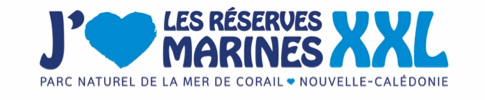 J'♥ LES RÉSERVES
MARINES XXL
PARC NATUREL DE LA MER DE CORAIL ♥ NOUVELLE-CALÉDONIE